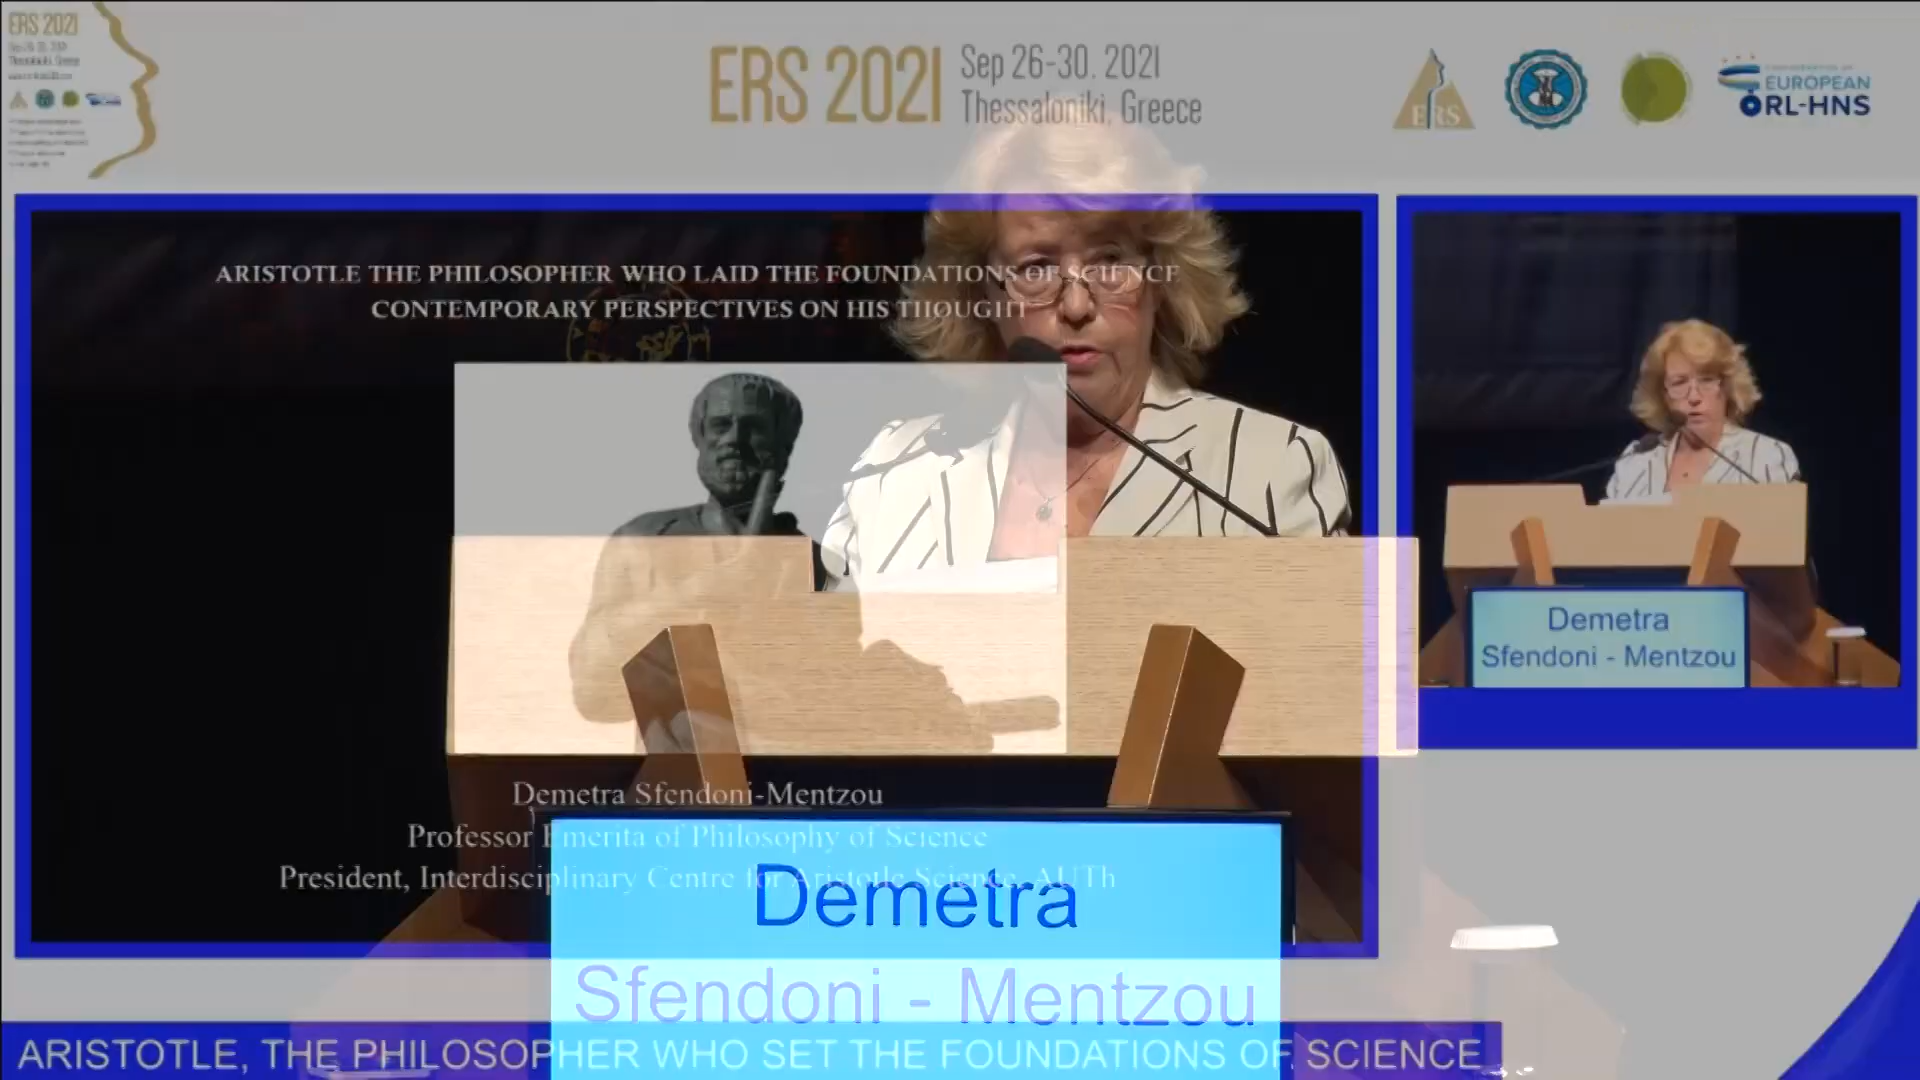 ERS 2021
ERS 2021
Sep 26-30. 2021
Thessaloniki, Greece
ERS
EUROPEAN
ORL-HNS
ARISTOTLE THE PHILOSOPHER WHO LAID THE FOUNDATIONS OF SCIENCE
CONTEMPORARY PERSPECTIVES ON HIS THOUGHT
Demetra
Sfendoni - Mentzou
Demetra Sfendoni-Mentzou
Professor Emerita of Philosophy of Science
President, Interdisciplinary Centre for Aristotle Science, AUTh
Demetra
Sfendoni - Mentzou
ARISTOTLE, THE PHILOSOPHER WHO SET THE FOUNDATIONS OF SCIENCE